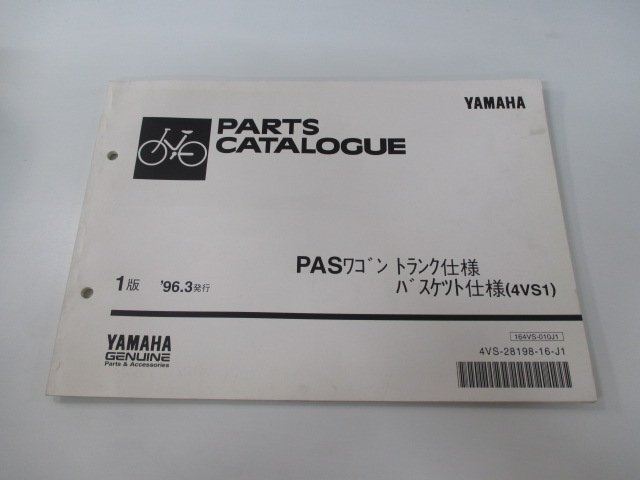 YAMAHA
PARTS
CATALOGUE
PASワゴン トランク仕様
バスケット仕様(4VS1)
1版 '96.3発行
164VS-010J1
4VS-28198-16-J1
YAMAHA
GENUINE
Parts & Accessories